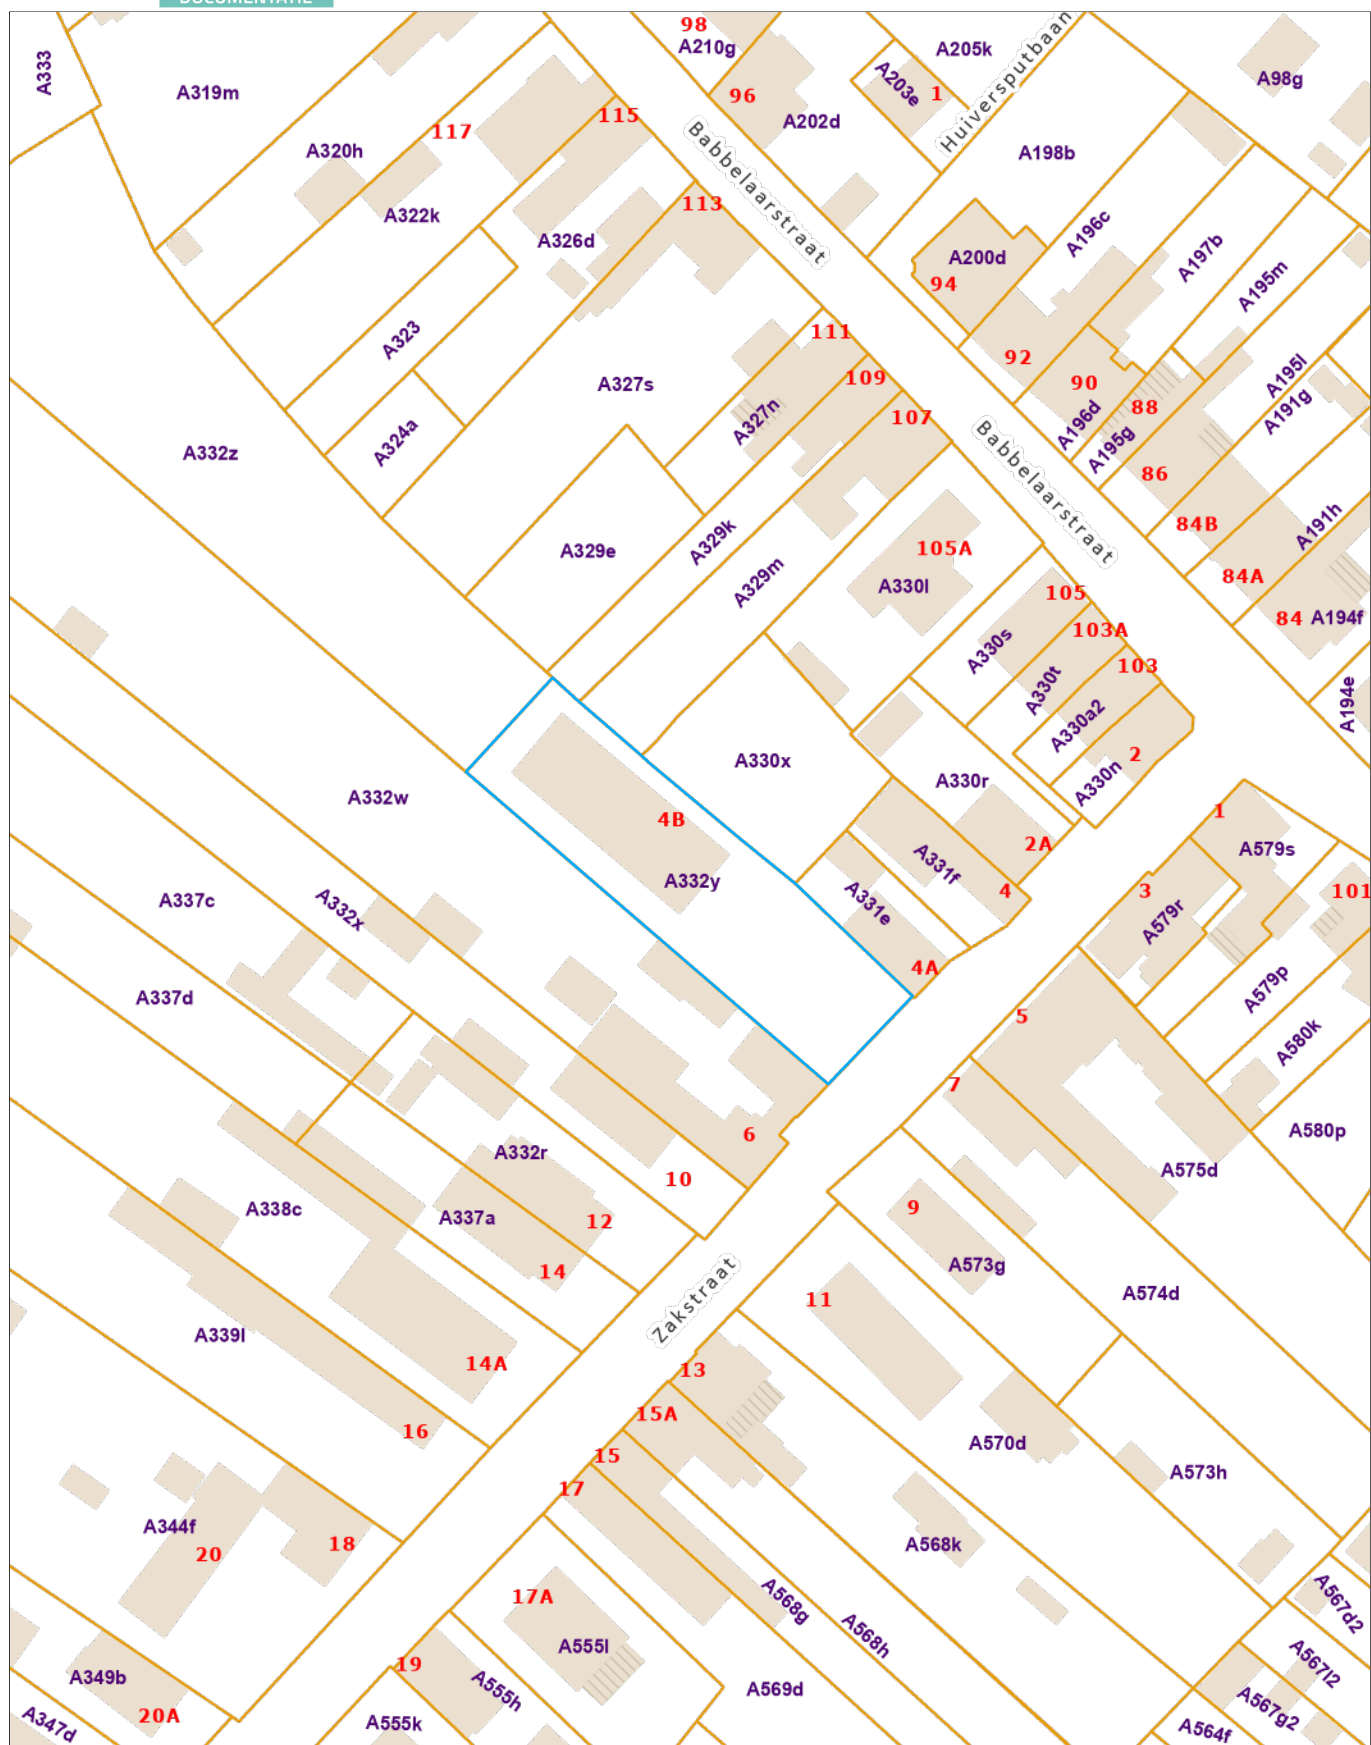 DOCUMENTATIE
98
A210g
A205k
Huiversputbaan
A333
A319m
A98g
A203e
1
96
A202d
115
117
A320h
Babbelaarstraat
A198b
A322k
113
A326d
A196c
A200d
A197b
94
A195m
A323
111
92
109
90
A195l
A327s
107
88
A191g
A327n
A196d
A195g
A324a
A332z
Babbelaarstraat
86
84B
A191h
A329k
A329e
105A
84A
A329m
A330l
105
84
A194f
103A
A330s
103
A330t
A194e
A330a2
2
A330x
A330r
A330n
A332w
4B
1
2A
A579s
A331f
A332y
4
3
101
A337c
A332x
A331e
A579r
4A
A337d
A579p
5
A580k
7
6
A580p
A332r
A575d
10
A338c
A337a
12
9
14
A573g
Zakstraat
A574d
11
A339l
14A
13
15A
16
A570d
15
A573h
17
A344f
18
20
A568k
17A
A568g
A567d2
A568h
A555l
A567l2
19
A349b
A555h
A569d
A567g2
20A
A347d
A555k
A564f